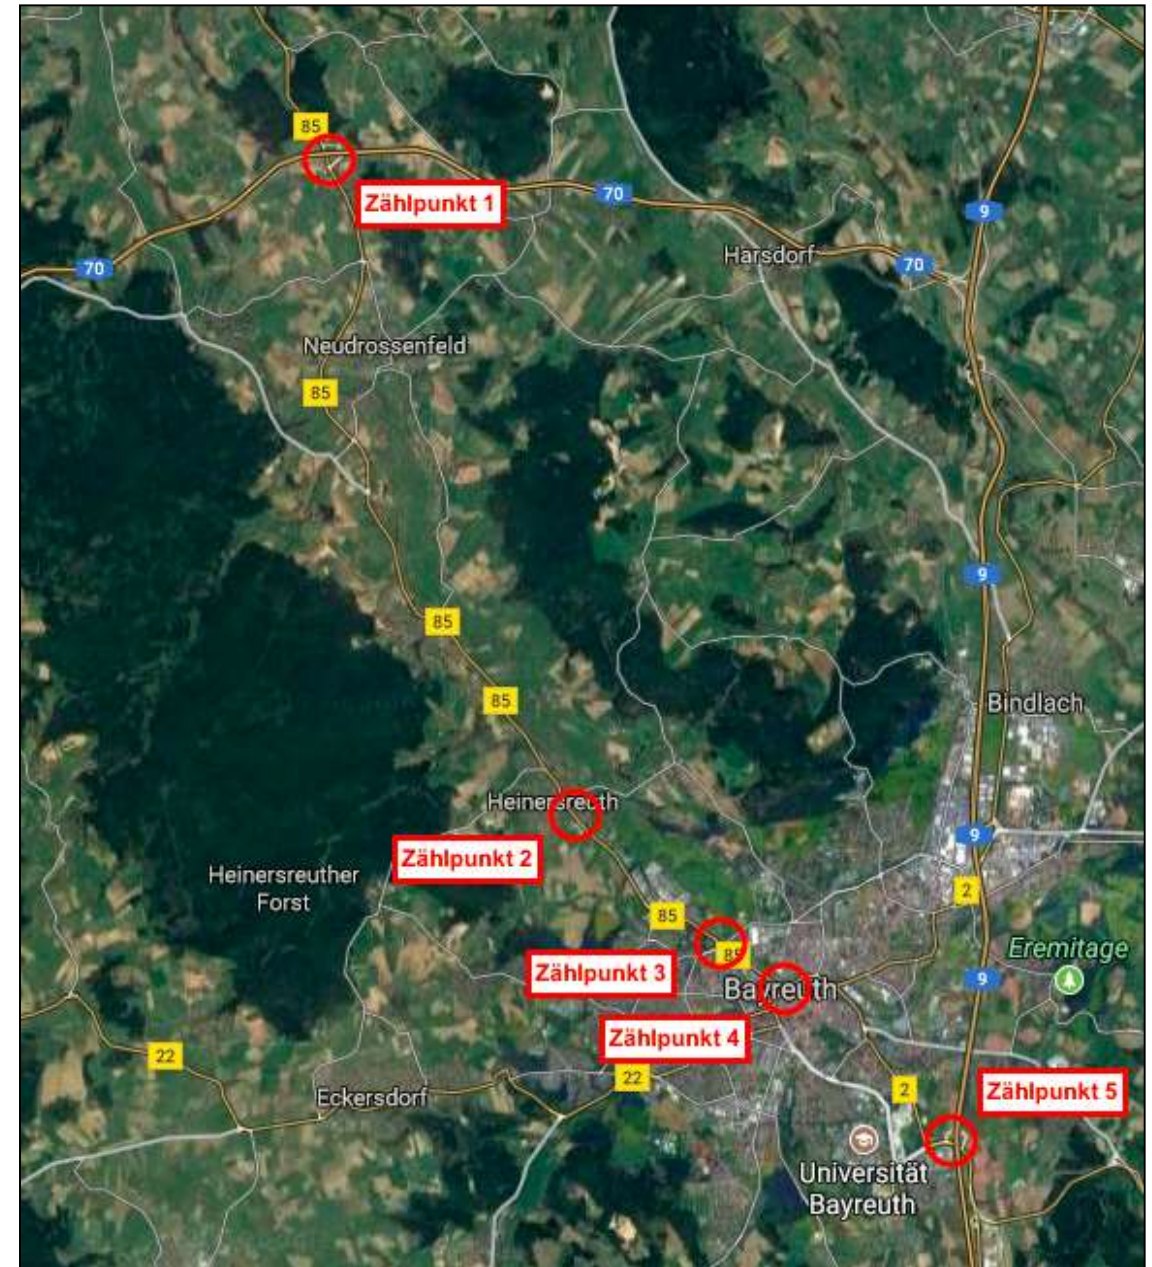 85
Zählpunkt 1
70
9
Harsdorf
70
70
Neudrossenfeld
85
9
85
85
Bindlach
Heinersreuth
9
Zählpunkt 2
Heinersreuther
Forst
2
85
Eremitage
85
Zählpunkt 3
9
Bayreuth
Zählpunkt 4
22
22
2
Zählpunkt 5
Eckersdorf
Universität
Bayreuth